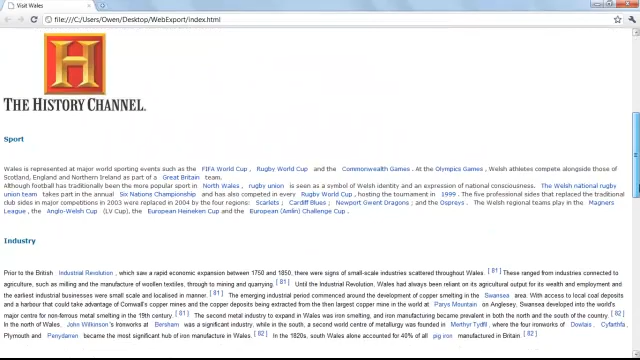 Visit Wales
file:///C:/Users/Owen/Desktop/WebExport/index.html
H
THE HISTORY CHANNEL.
Sport
Wales is represented at major world sporting events such as the FIFA World Cup , Rugby World Cup and the Commonwealth Games . At the Olympics Games , Welsh athletes compete alongside those of
Scotland, England and Northern Ireland as part of a Great Britain team.
Although football has traditionally been the more popular sport in North Wales , rugby union is seen as a symbol of Welsh identity and an expression of national consciousness. The Welsh national rugby
union team takes part in the annual Six Nations Championship and has also competed in every Rugby World Cup , hosting the tournament in 1999 . The five professional sides that replaced the traditional
club sides in major competitions in 2003 were replaced in 2004 by the four regions: Scarlets ; Cardiff Blues ; Newport Gwent Dragons ; and the Ospreys . The Welsh regional teams play in the Magners
League , the Anglo-Welsh Cup (LV Cup), the European Heineken Cup and the European (Amlin) Challenge Cup .
Industry
Prior to the British Industrial Revolution , which saw a rapid economic expansion between 1750 and 1850, there were signs of small-scale industries scattered throughout Wales. [ 81 ] These ranged from industries connected to
agriculture, such as milling and the manufacture of woollen textiles, through to mining and quarrying. [ 81 ] Until the Industrial Revolution, Wales had always been reliant on its agricultural output for its wealth and employment and
the earliest industrial businesses were small scale and localised in manner. [ 81 ] The emerging industrial period commenced around the development of copper smelting in the Swansea area. With access to local coal deposits
and a harbour that could take advantage of Cornwall's copper mines and the copper deposits being extracted from the then largest copper mine in the world at Parys Mountain on Anglesey. Swansea developed into the world's
major centre for non-ferrous metal smelting in the 19th century. [ 81 ] The second metal industry to expand in Wales was iron smelting, and iron manufacturing became prevalent in both the north and the south of the country. [ 82 ]
In the north of Wales. John Wilkinson's Ironworks at Bersham was a significant industry, while in the south, a second world centre of metallurgy was founded in Merthyr Tydfil , where the four ironworks of Dowlais , Cyfarthfa ,
Plymouth and Penydarren became the most significant hub of iron manufacture in Wales. [ 82 ] In the 1820s, south Wales alone accounted for 40% of all pig iron manufactured in Britain. [ 82 ]